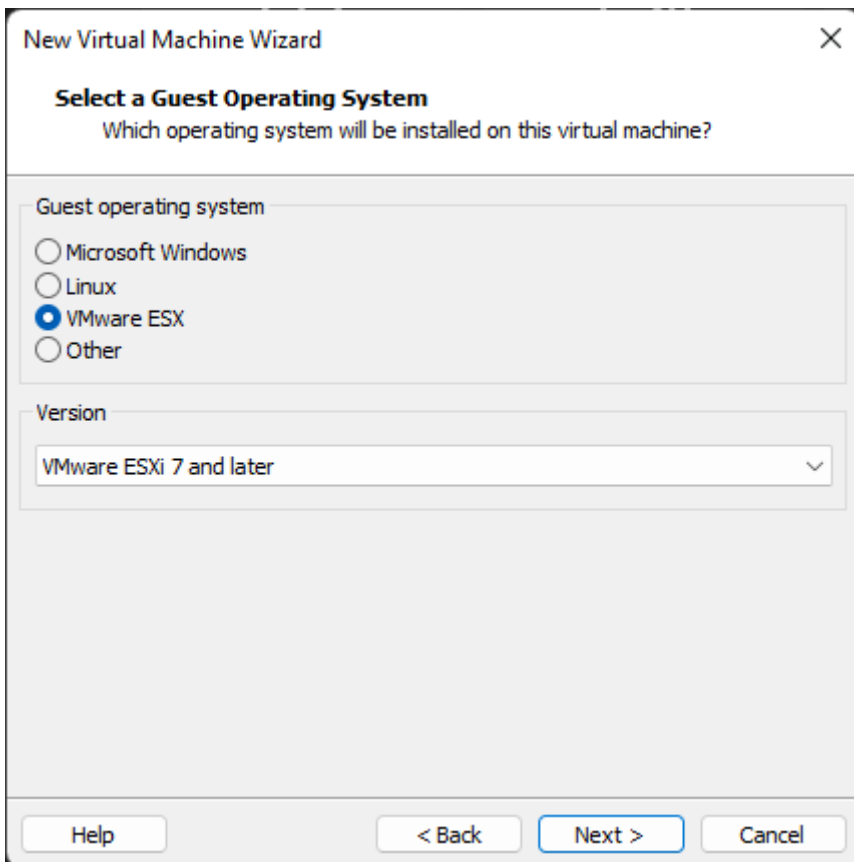 New Virtual Machine Wizard
Select a Guest Operating System
Which operating system will be installed on this virtual machine?
Guest operating system
Microsoft Windows
Linux
VMware ESX
Other
Version
VMware ESXi 7 and later
Help
< Back
Next >
Cancel